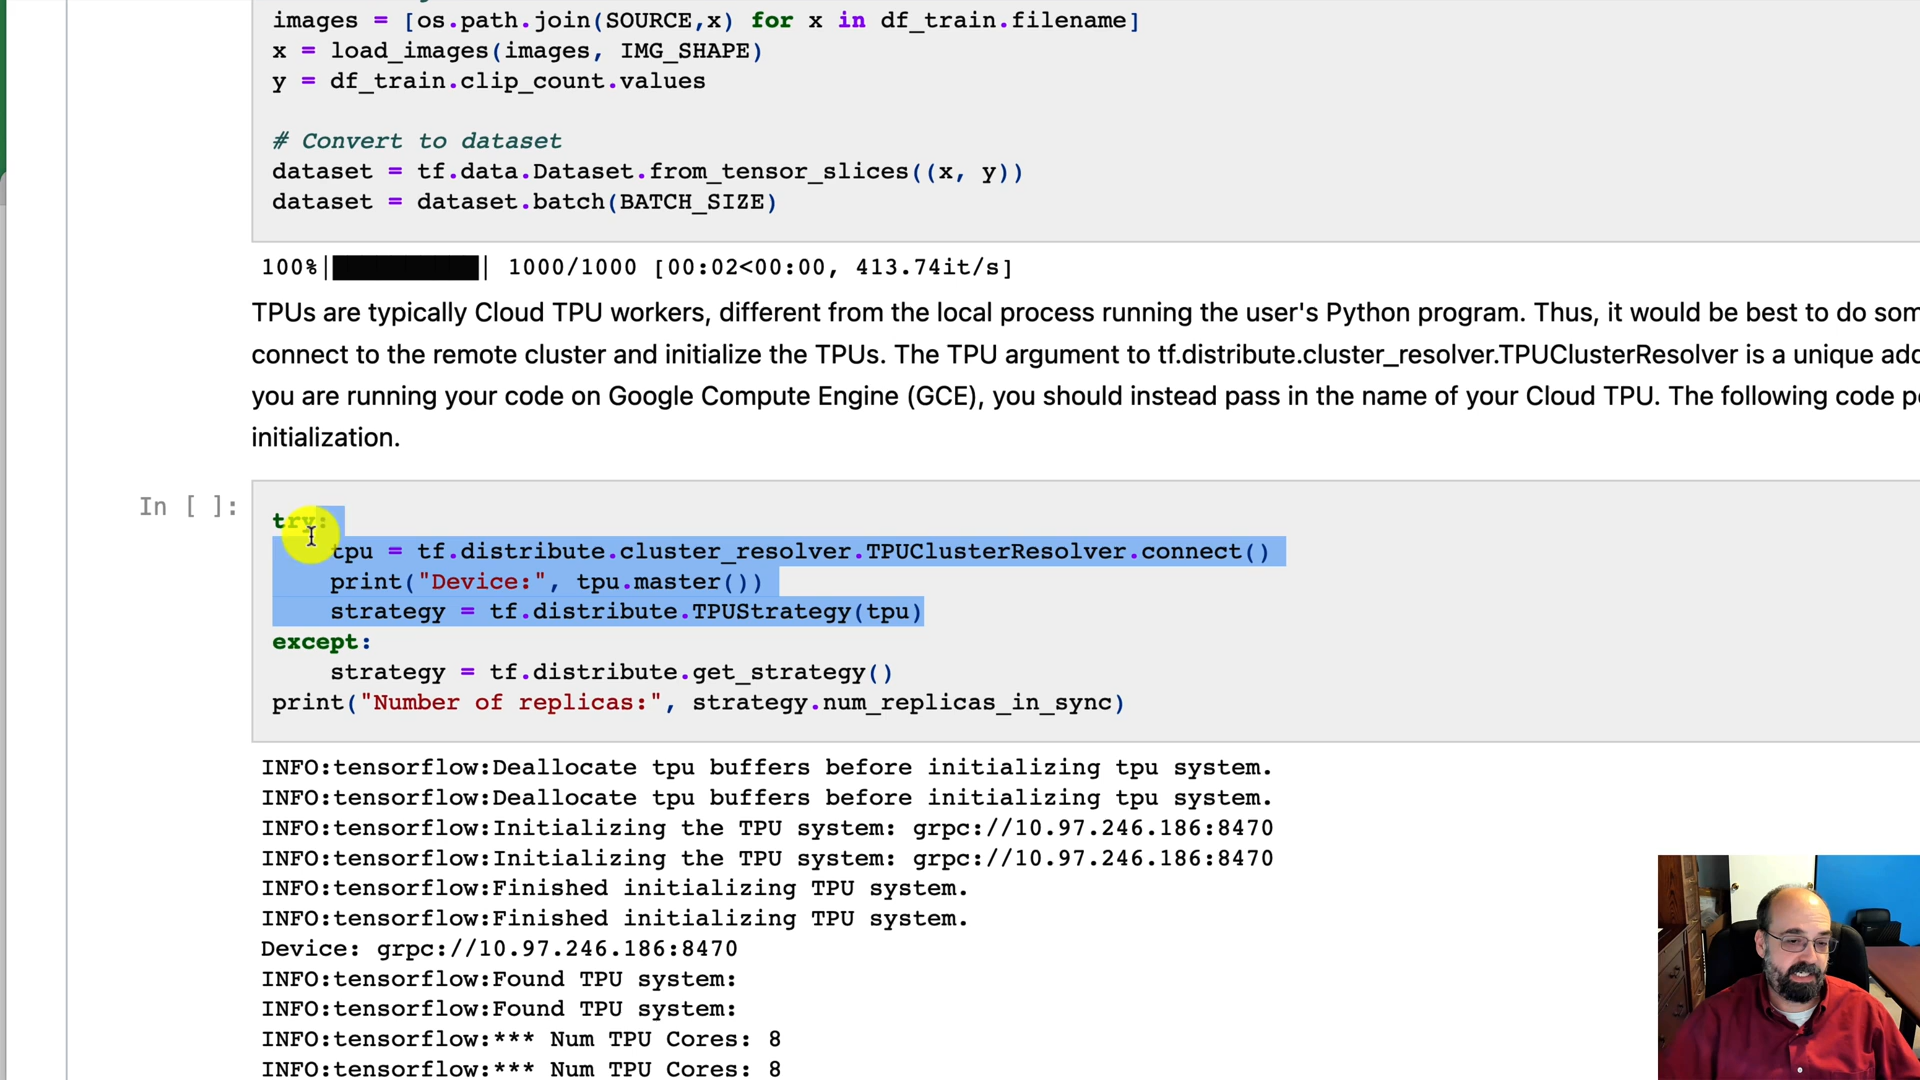 images = [os.path.join(SOURCE,x) for x in df_train.filename]
x = load_images(images, IMG_SHAPE)
y = df_train.clip_count.values
# Convert to dataset
dataset = tf.data.Dataset.from_tensor_slices((x, y))
dataset = dataset.batch(BATCH_SIZE)
100%|██████████| 1000/1000 [00:02<00:00, 413.74it/s]
TPUs are typically Cloud TPU workers, different from the local process running the user's Python program. Thus, it would be best to do som
connect to the remote cluster and initialize the TPUs. The TPU argument to tf.distribute.cluster_resolver.TPUClusterResolver is a unique add
you are running your code on Google Compute Engine (GCE), you should instead pass in the name of your Cloud TPU. The following code pe
initialization.
In [ ]:
try:
tpu = tf.distribute.cluster_resolver.TPUClusterResolver.connect()
print("Device:", tpu.master())
strategy = tf.distribute.TPUStrategy(tpu)
except:
strategy = tf.distribute.get_strategy()
print("Number of replicas:", strategy.num_replicas_in_sync)
INFO:tensorflow:Deallocate tpu buffers before initializing tpu system.
INFO:tensorflow:Deallocate tpu buffers before initializing tpu system.
INFO:tensorflow:Initializing the TPU system: grpc://10.97.246.186:8470
INFO:tensorflow:Initializing the TPU system: grpc://10.97.246.186:8470
INFO:tensorflow:Finished initializing TPU system.
INFO:tensorflow:Finished initializing TPU system.
Device: grpc://10.97.246.186:8470
INFO:tensorflow:Found TPU system:
INFO:tensorflow:Found TPU system:
INFO:tensorflow:*** Num TPU Cores: 8
INFO:tensorflow:*** Num TPU Cores: 8